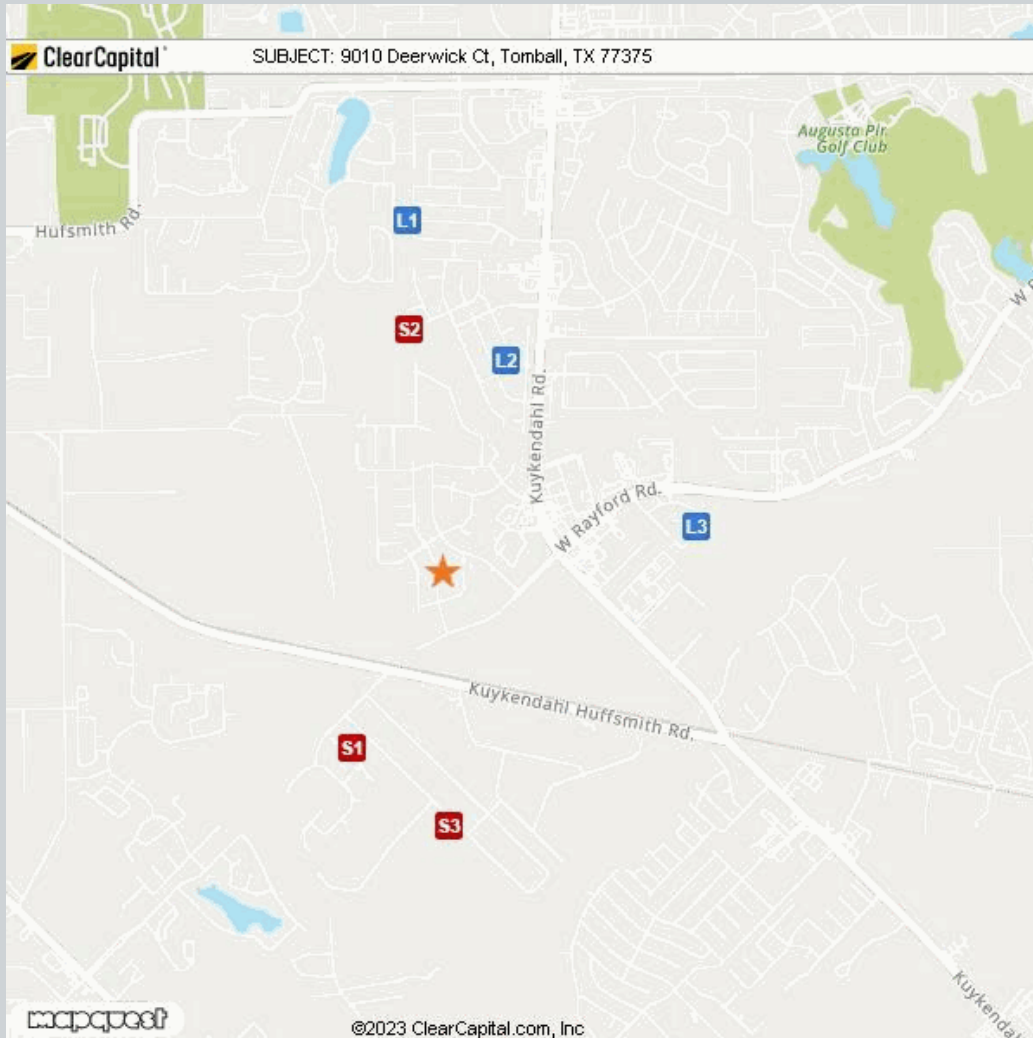 ClearCapital SUBJECT: 9010 Deerwick Ct, Tomball, TX 77375
Augusta Pir.
Golf Club
Hufsmith Rd.
L1
S2
L2
Kuykendahl Rd.
W Rayford Rd.
L3
Kuykendahl Huffsmith Rd.
S1
S3
mapquest
©2023 ClearCapital.com, Inc